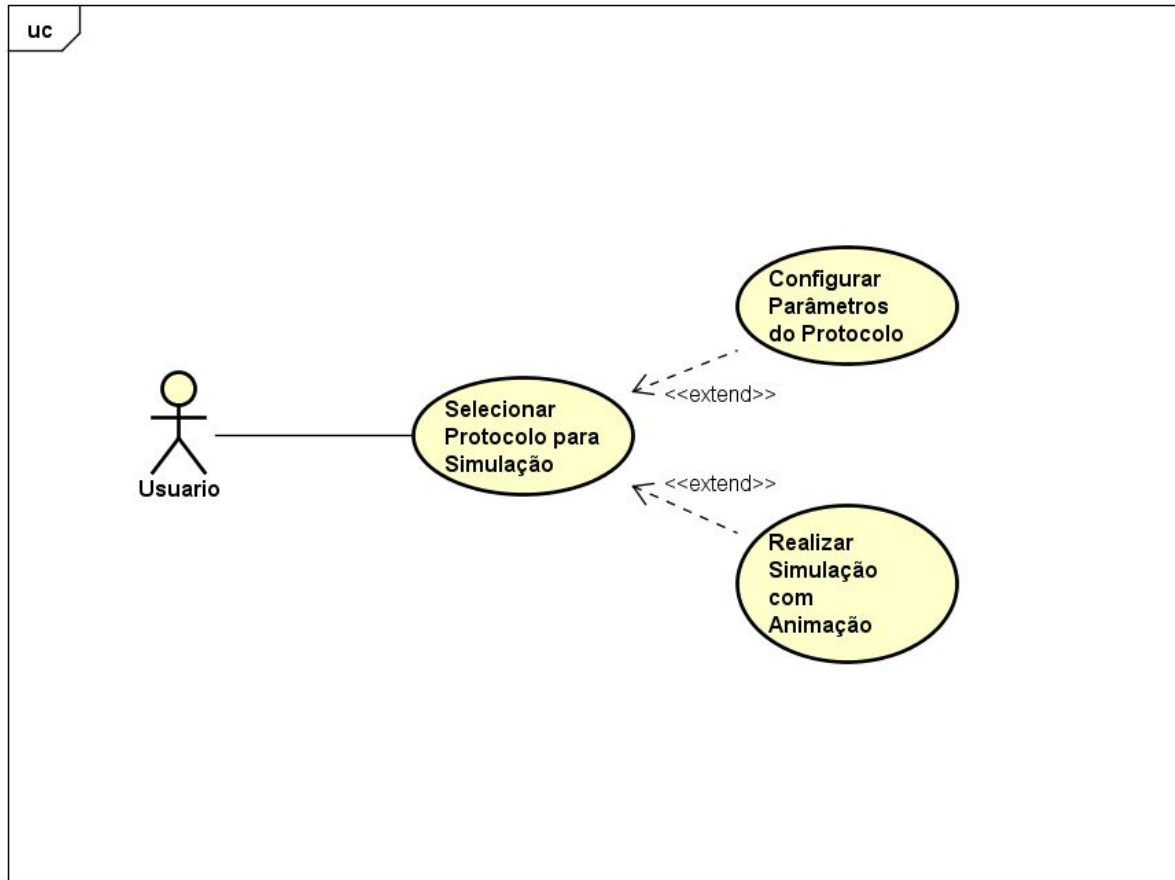 uc
Configurar
Parâmetros
do Protocolo
<<extend>>
Selecionar
Protocolo para
Simulação
Usuario
<<extend>>
Realizar
Simulação
com
Animação